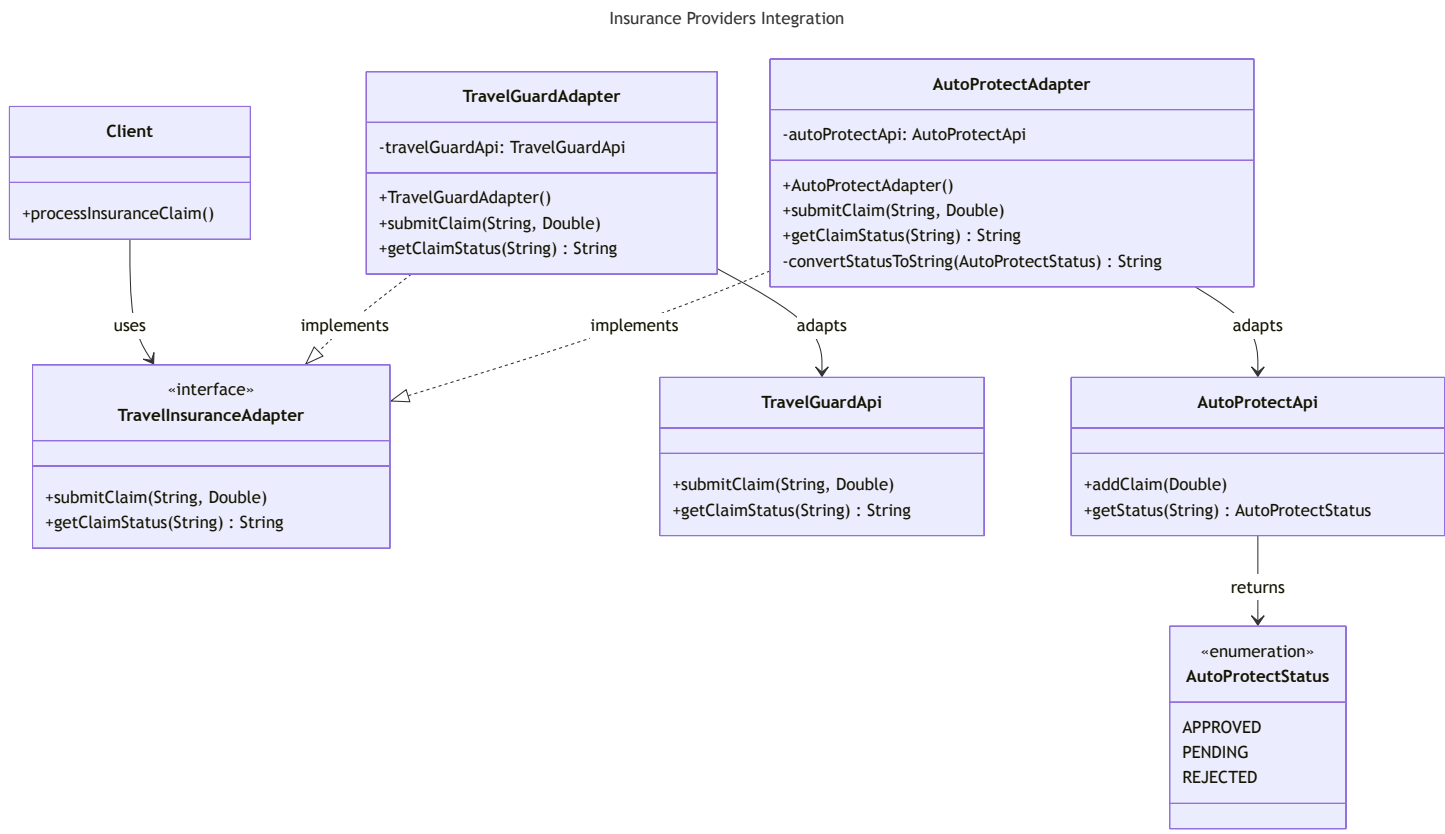 Insurance Providers Integration
Client
+processInsuranceClaim()
TravelGuardAdapter
-travelGuardApi: TravelGuardApi
+TravelGuardAdapter()
+submitClaim(String, Double)
+getClaimStatus(String) : String
AutoProtectAdapter
-autoProtectApi: AutoProtectApi
+AutoProtectAdapter()
+submitClaim(String, Double)
+getClaimStatus(String) : String
-convertStatusToString(AutoProtectStatus) : String
uses
implements
implements
adapts
adapts
«interface»
TravelInsuranceAdapter
+submitClaim(String, Double)
+getClaimStatus(String) : String
TravelGuardApi
+submitClaim(String, Double)
+getClaimStatus(String) : String
AutoProtectApi
+addClaim(Double)
+getStatus(String) : AutoProtectStatus
returns
«enumeration»
AutoProtectStatus
APPROVED
PENDING
REJECTED